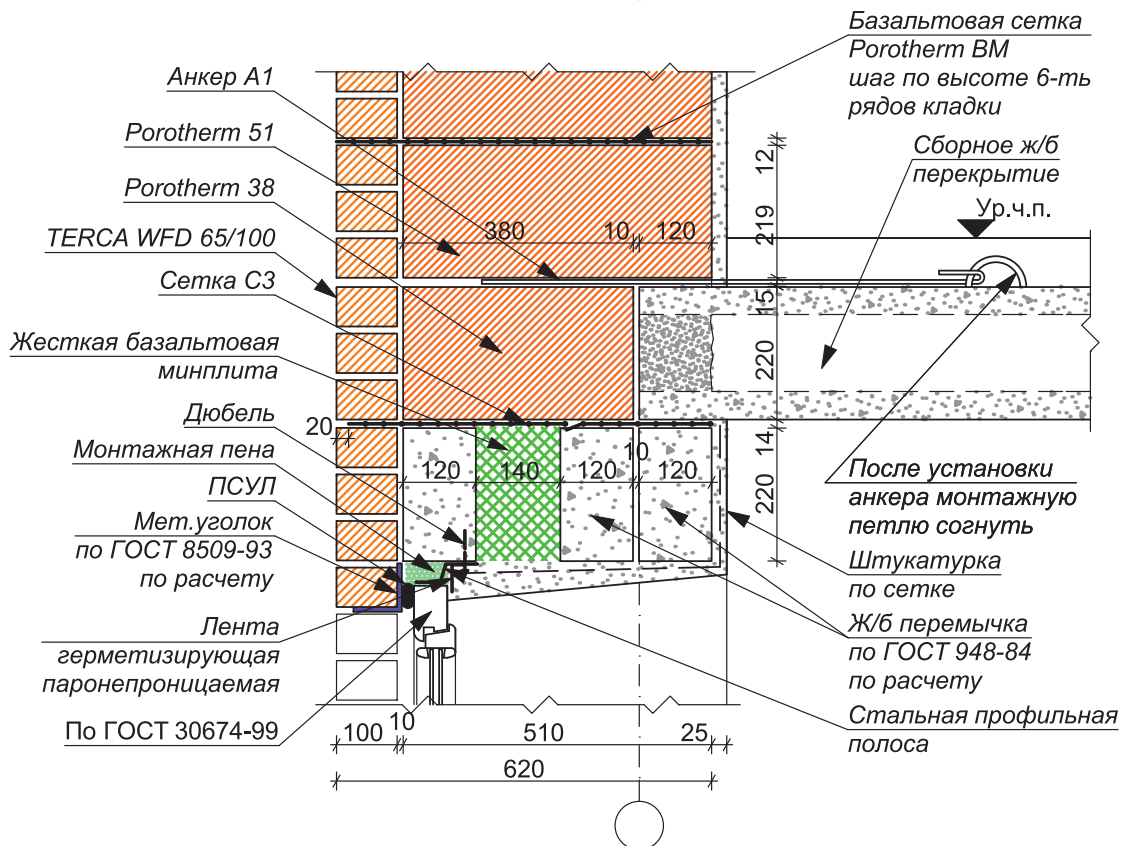 Базальтовая сетка
Porotherm BM
шаг по высоте 6-ть
рядов кладки
Анкер А1
Porotherm 51
Porotherm 38
TERCA WFD 65/100
Сетка С3
Жесткая базальтовая
минплита
Дюбель
Монтажная пена
ПСУЛ
Мет.уголок
по ГОСТ 8509-93
по расчету
Лента
герметизирующая
паронепроницаемая
По ГОСТ 30674-99
Сборное ж/б
перекрытие
Ур.ч.п.
После установки
анкера монтажную
петлю согнуть
Штукатурка
по сетке
Ж/б перемычка
по ГОСТ 948-84
по расчету
Стальная профильная
полоса
380 10 120
12
219
15
220
14
220
20
10
120 140 120 120
10
100 510 25
620